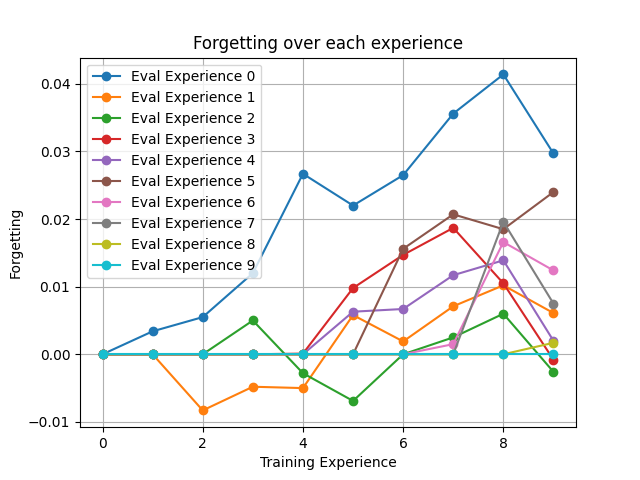 Forgetting over each experience
Eval Experience 0
Eval Experience 1
Eval Experience 2
Eval Experience 3
Eval Experience 4
Eval Experience 5
Eval Experience 6
Eval Experience 7
Eval Experience 8
Eval Experience 9
0.04
0.03
0.02
0.01
0.00
−0.01
Forgetting
0 2 4 6 8
Training Experience